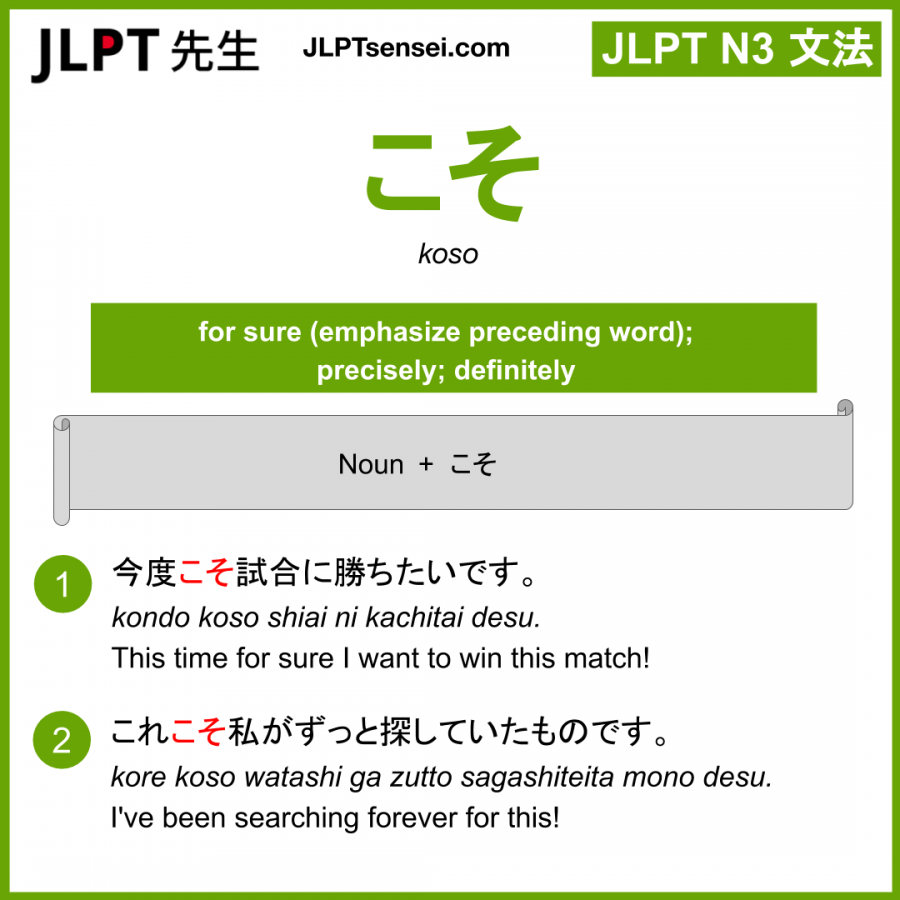 JLPT 先生
JLPTsensei.com
JLPT N3 文法
こそ
koso
for sure (emphasize preceding word);
precisely; definitely
Noun + こそ
1
今度こそ試合に勝ちたいです。
kondo koso shiai ni kachitai desu.
This time for sure I want to win this match!
2
これこそ私がずっと探していたものです。
kore koso watashi ga zutto sagashiteita mono desu.
I've been searching forever for this!